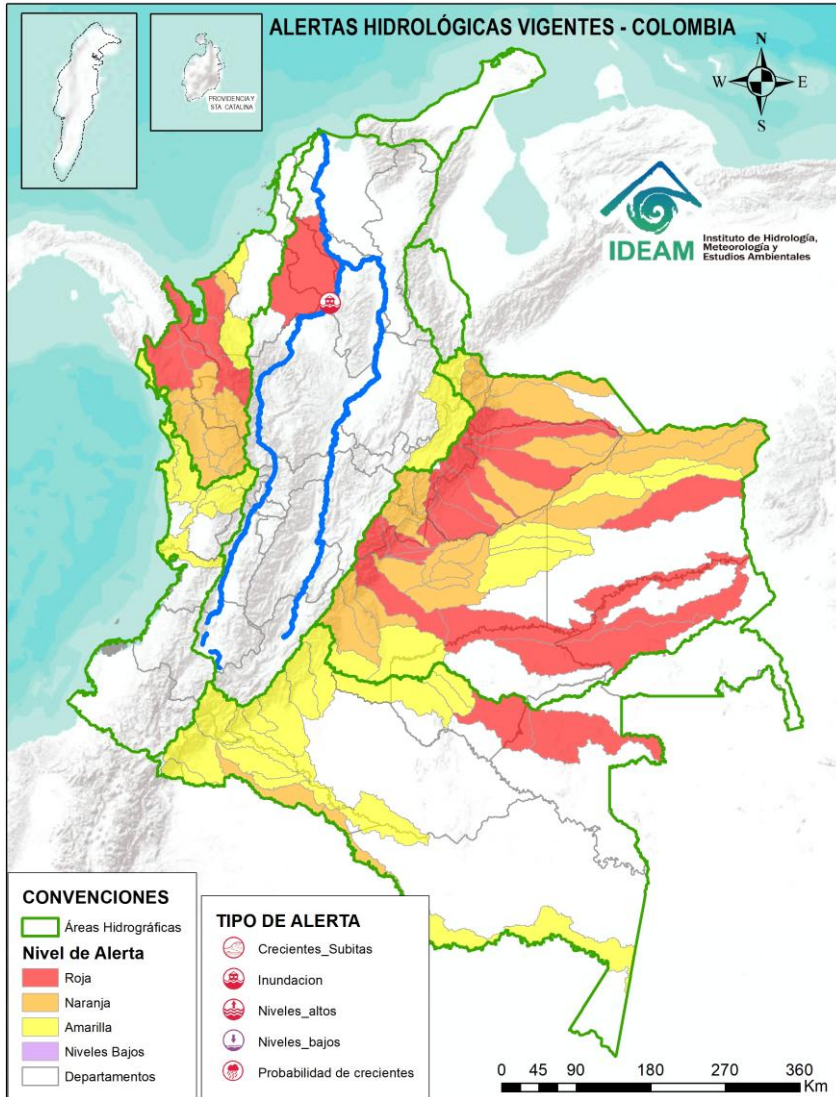 ALERTAS HIDROLÓGICAS VIGENTES - COLOMBIA
PROVIDENCIA Y
STA. CATALINA
N
W
E
S
IDEAM
Instituto de Hidrología,
Meteorología y
Estudios Ambientales
CONVENCIONES
Áreas Hidrográficas
Nivel de Alerta
Roja
Naranja
Amarilla
Niveles Bajos
Departamentos
TIPO DE ALERTA
Crecientes_Subitas
Inundacion
Niveles_altos
Niveles_bajos
Probabilidad de crecientes
0 45 90 180 270 360
Km